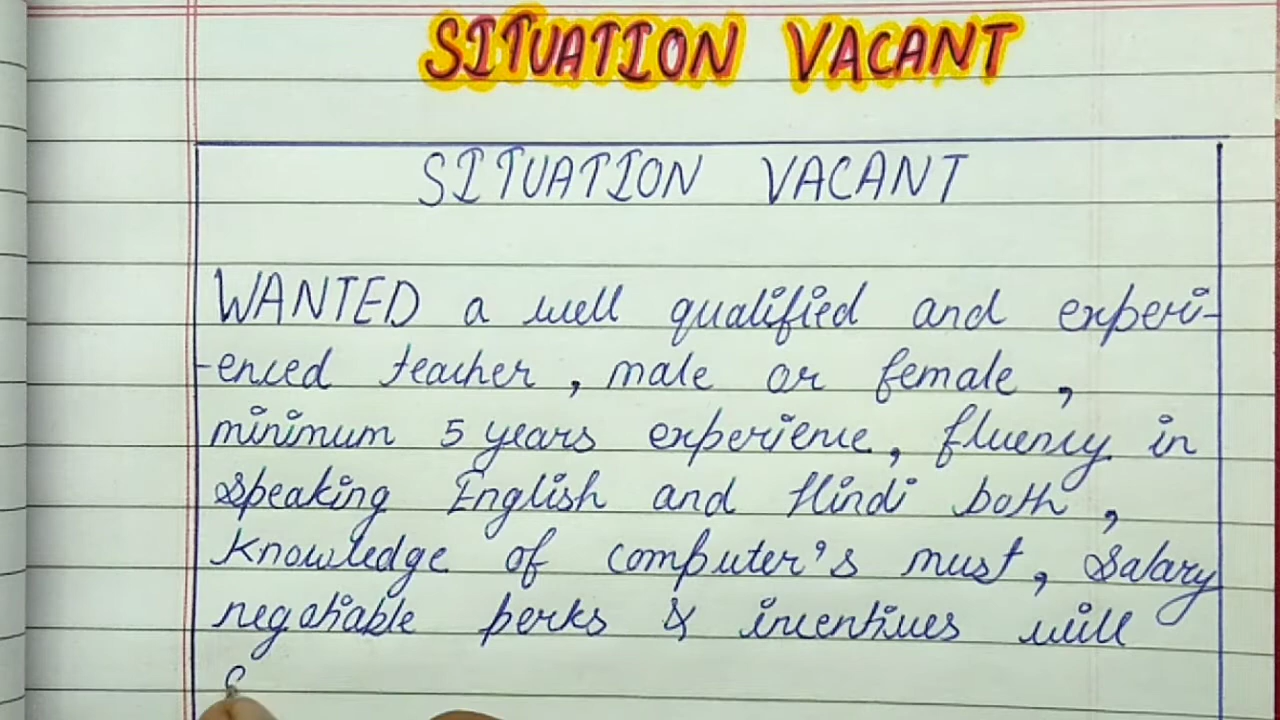 SITUATION VACANT
SITUATION VACANT
WANTED a well qualified and experi-
-enced teacher, male or female,
minimum 5 years experience, fluency in
speaking English and Hindi both,
Knowledge of computer's must, Salary
negotiable perks & incentives will